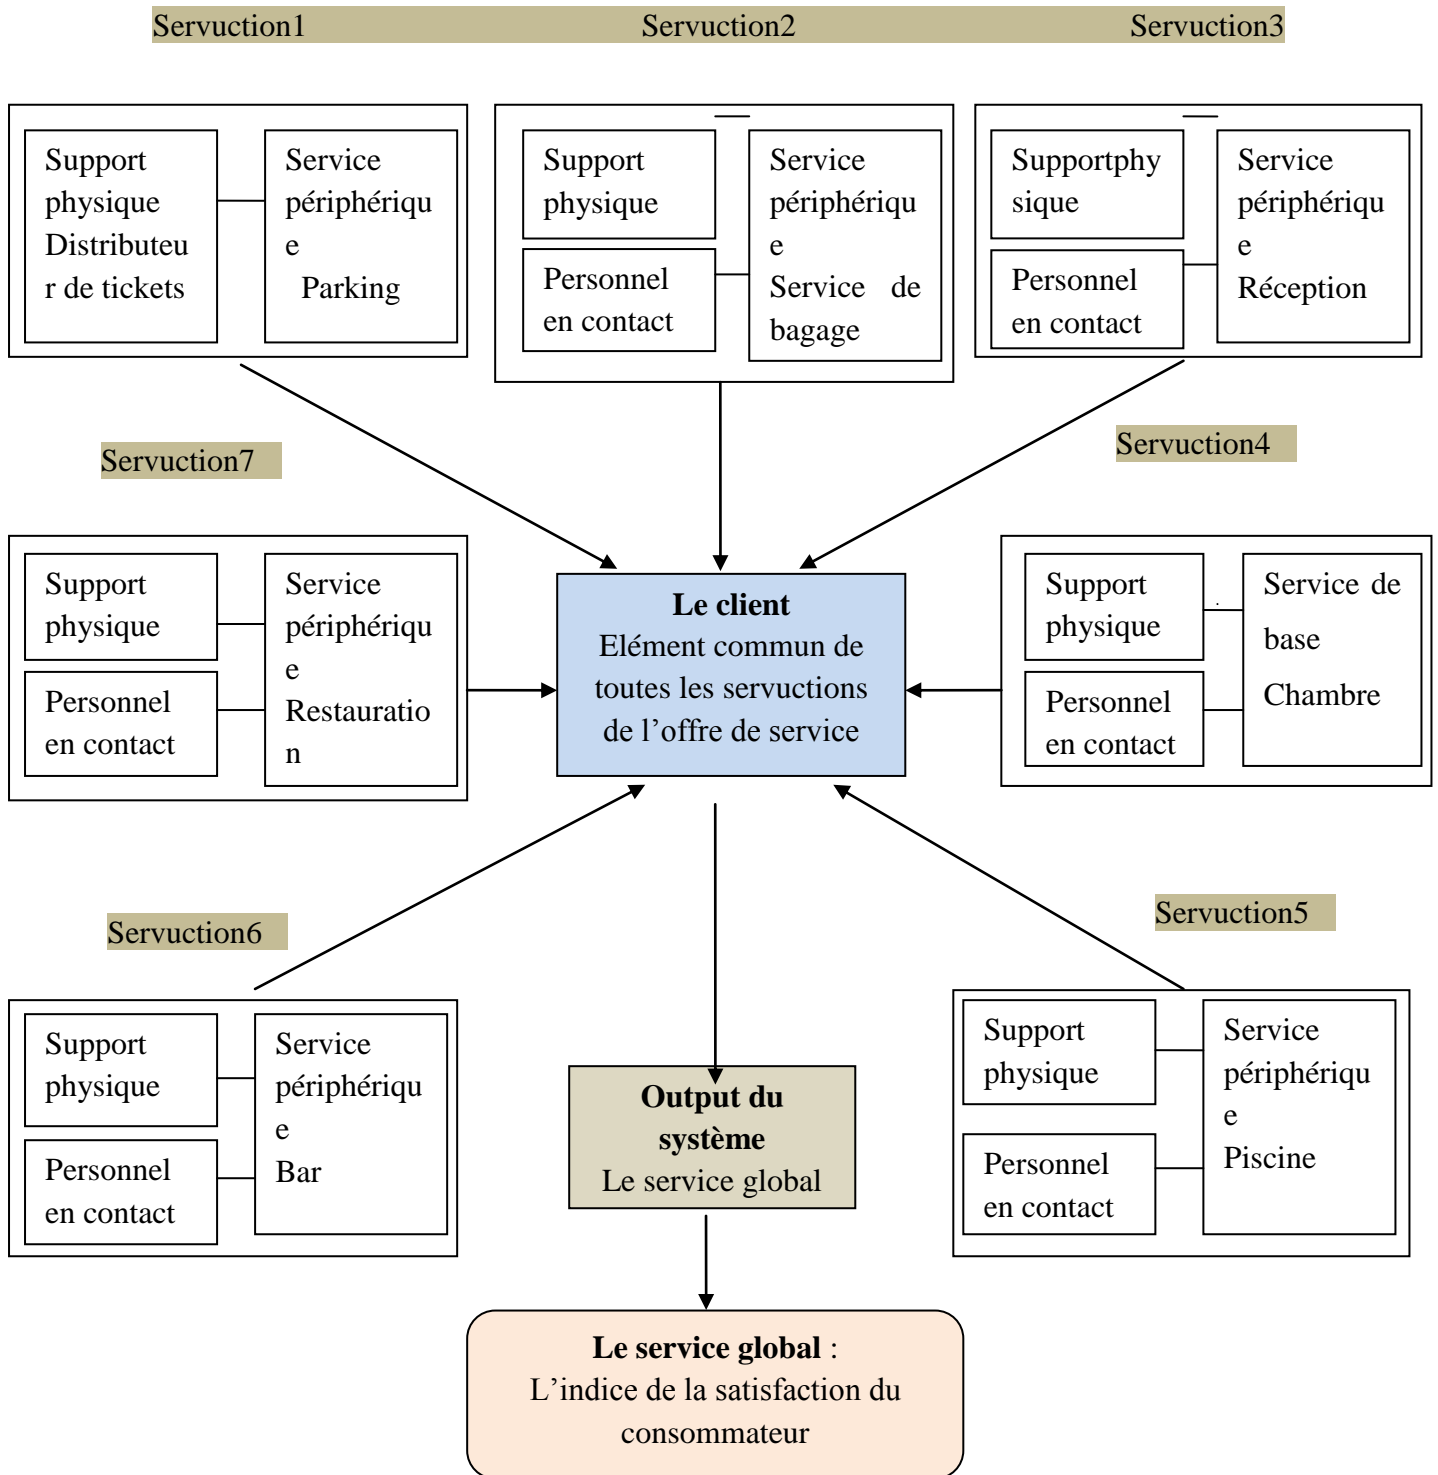 Servuction1 Servuction2 Servuction3
Support
physique
Distributeu
r de tickets
Service
périphériqu
e
Parking
Support
physique
Personnel
en contact
Service
périphériqu
e
Service de
bagage
Supportphy
sique
Personnel
en contact
Service
périphériqu
e
Réception
Servuction7
Servuction4
Support
physique
Personnel
en contact
Service
périphériqu
e
Restauratio
n
Le client
Elément commun de
toutes les servuctions
de l’offre de service
Support
physique
Personnel
en contact
Service de
base
Chambre
Servuction6
Servuction5
Support
physique
Personnel
en contact
Service
périphériqu
e
Bar
Output du
système
Le service global
Support
physique
Personnel
en contact
Service
périphériqu
e
Piscine
Le service global :
L’indice de la satisfaction du
consommateur